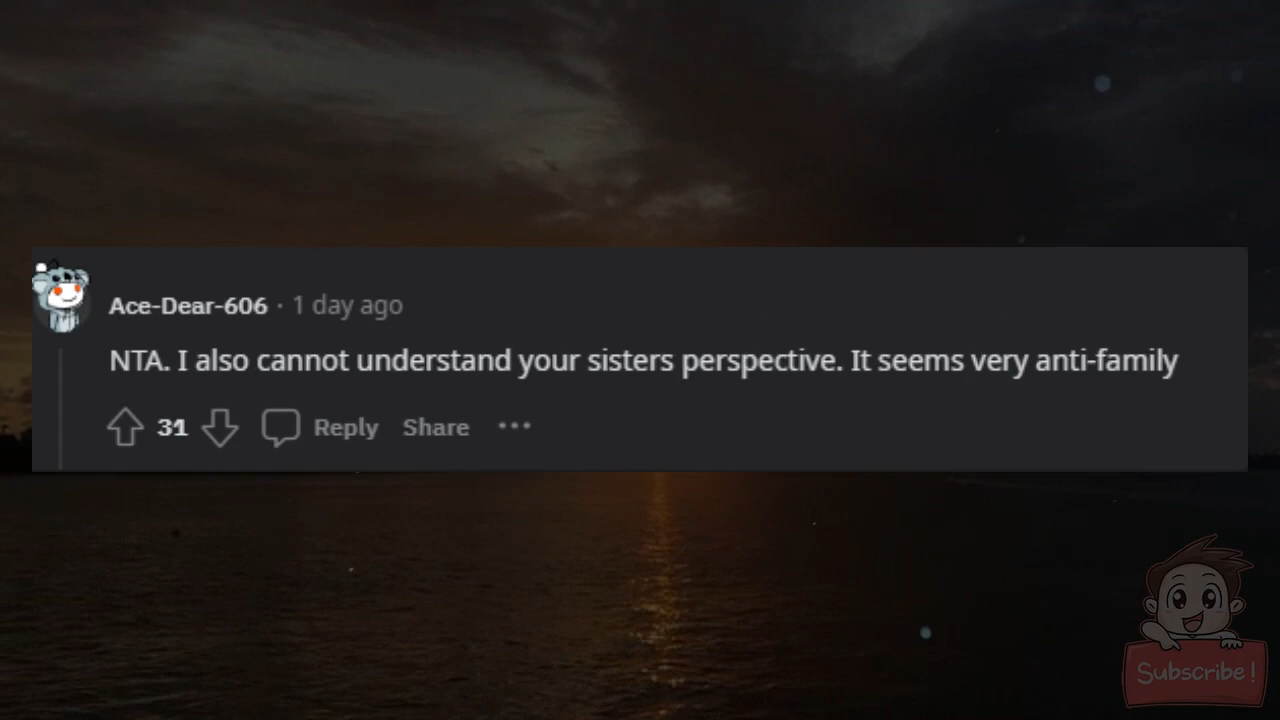 Ace-Dear-606 · 1 day ago
NTA. I also cannot understand your sisters perspective. It seems very anti-family
31 Reply Share ...
Subscribe!